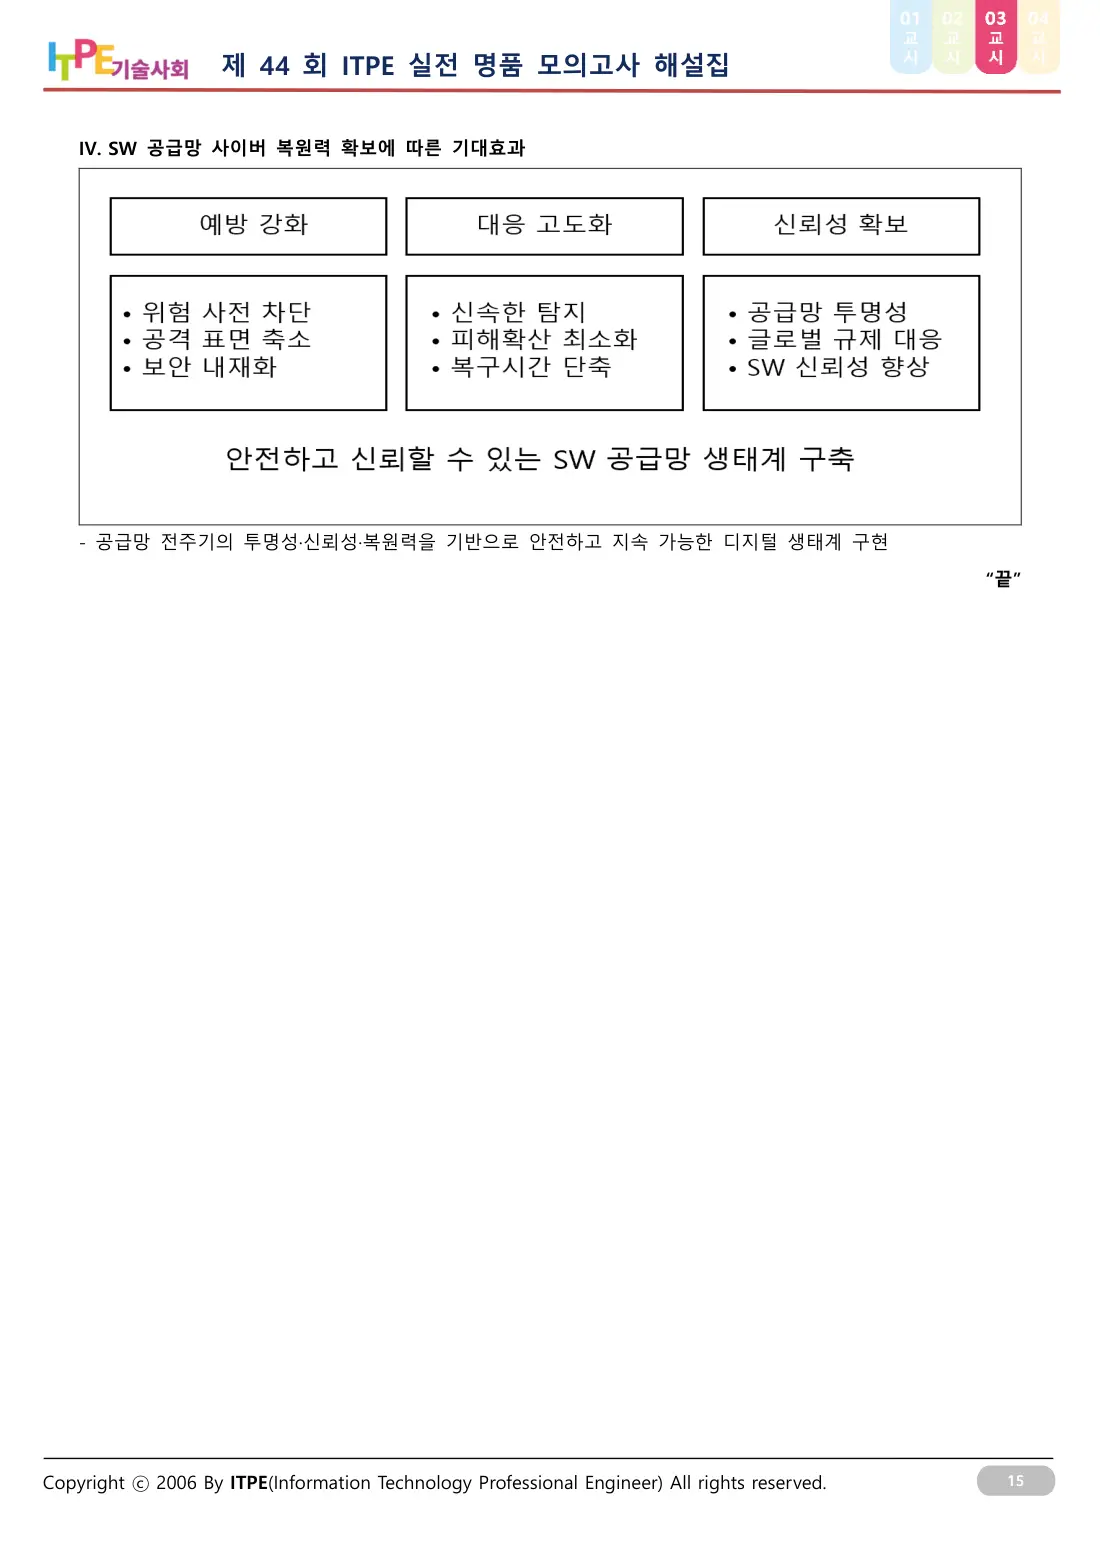 ITPE기술사회 제 44 회 ITPE 실전 명품 모의고사 해설집
01 교 시
02 교 시
03 교 시
04 교 시
IV. SW 공급망 사이버 복원력 확보에 따른 기대효과
예방 강화
• 위험 사전 차단
• 공격 표면 축소
• 보안 내재화
대응 고도화
• 신속한 탐지
• 피해확산 최소화
• 복구시간 단축
신뢰성 확보
• 공급망 투명성
• 글로벌 규제 대응
• SW 신뢰성 향상
안전하고 신뢰할 수 있는 SW 공급망 생태계 구축
- 공급망 전주기의 투명성·신뢰성·복원력을 기반으로 안전하고 지속 가능한 디지털 생태계 구현
“끝”
Copyright ⓒ 2006 By ITPE(Information Technology Professional Engineer) All rights reserved.
15